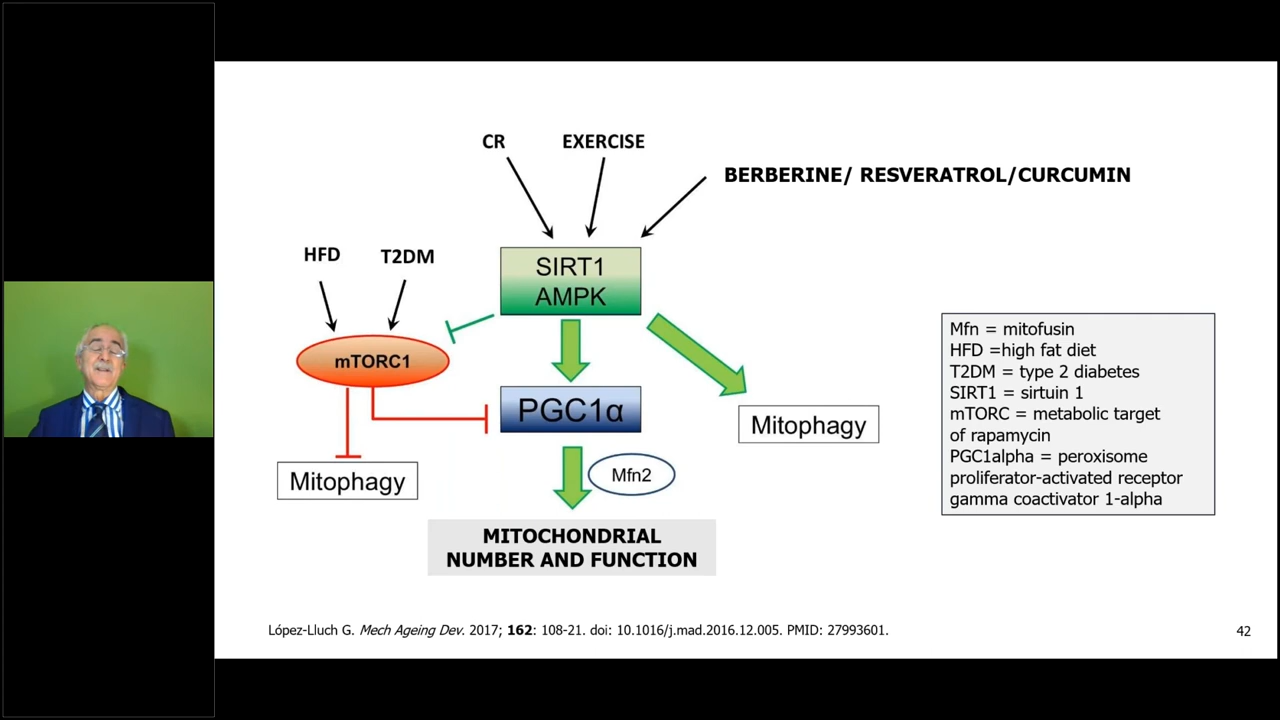 CR
EXERCISE
BERBERINE/ RESVERATROL/CURCUMIN
HFD
T2DM
SIRT1
AMPK
mTORC1
PGC1α
Mitophagy
Mitophagy
Mfn2
MITOCHONDRIAL
NUMBER AND FUNCTION
Mfn = mitofusin
HFD =high fat diet
T2DM = type 2 diabetes
SIRT1 = sirtuin 1
mTORC = metabolic target
of rapamycin
PGC1alpha = peroxisome
proliferator-activated receptor
gamma coactivator 1-alpha
López-Lluch G. Mech Ageing Dev. 2017; 162: 108-21. doi: 10.1016/j.mad.2016.12.005. PMID: 27993601.
42